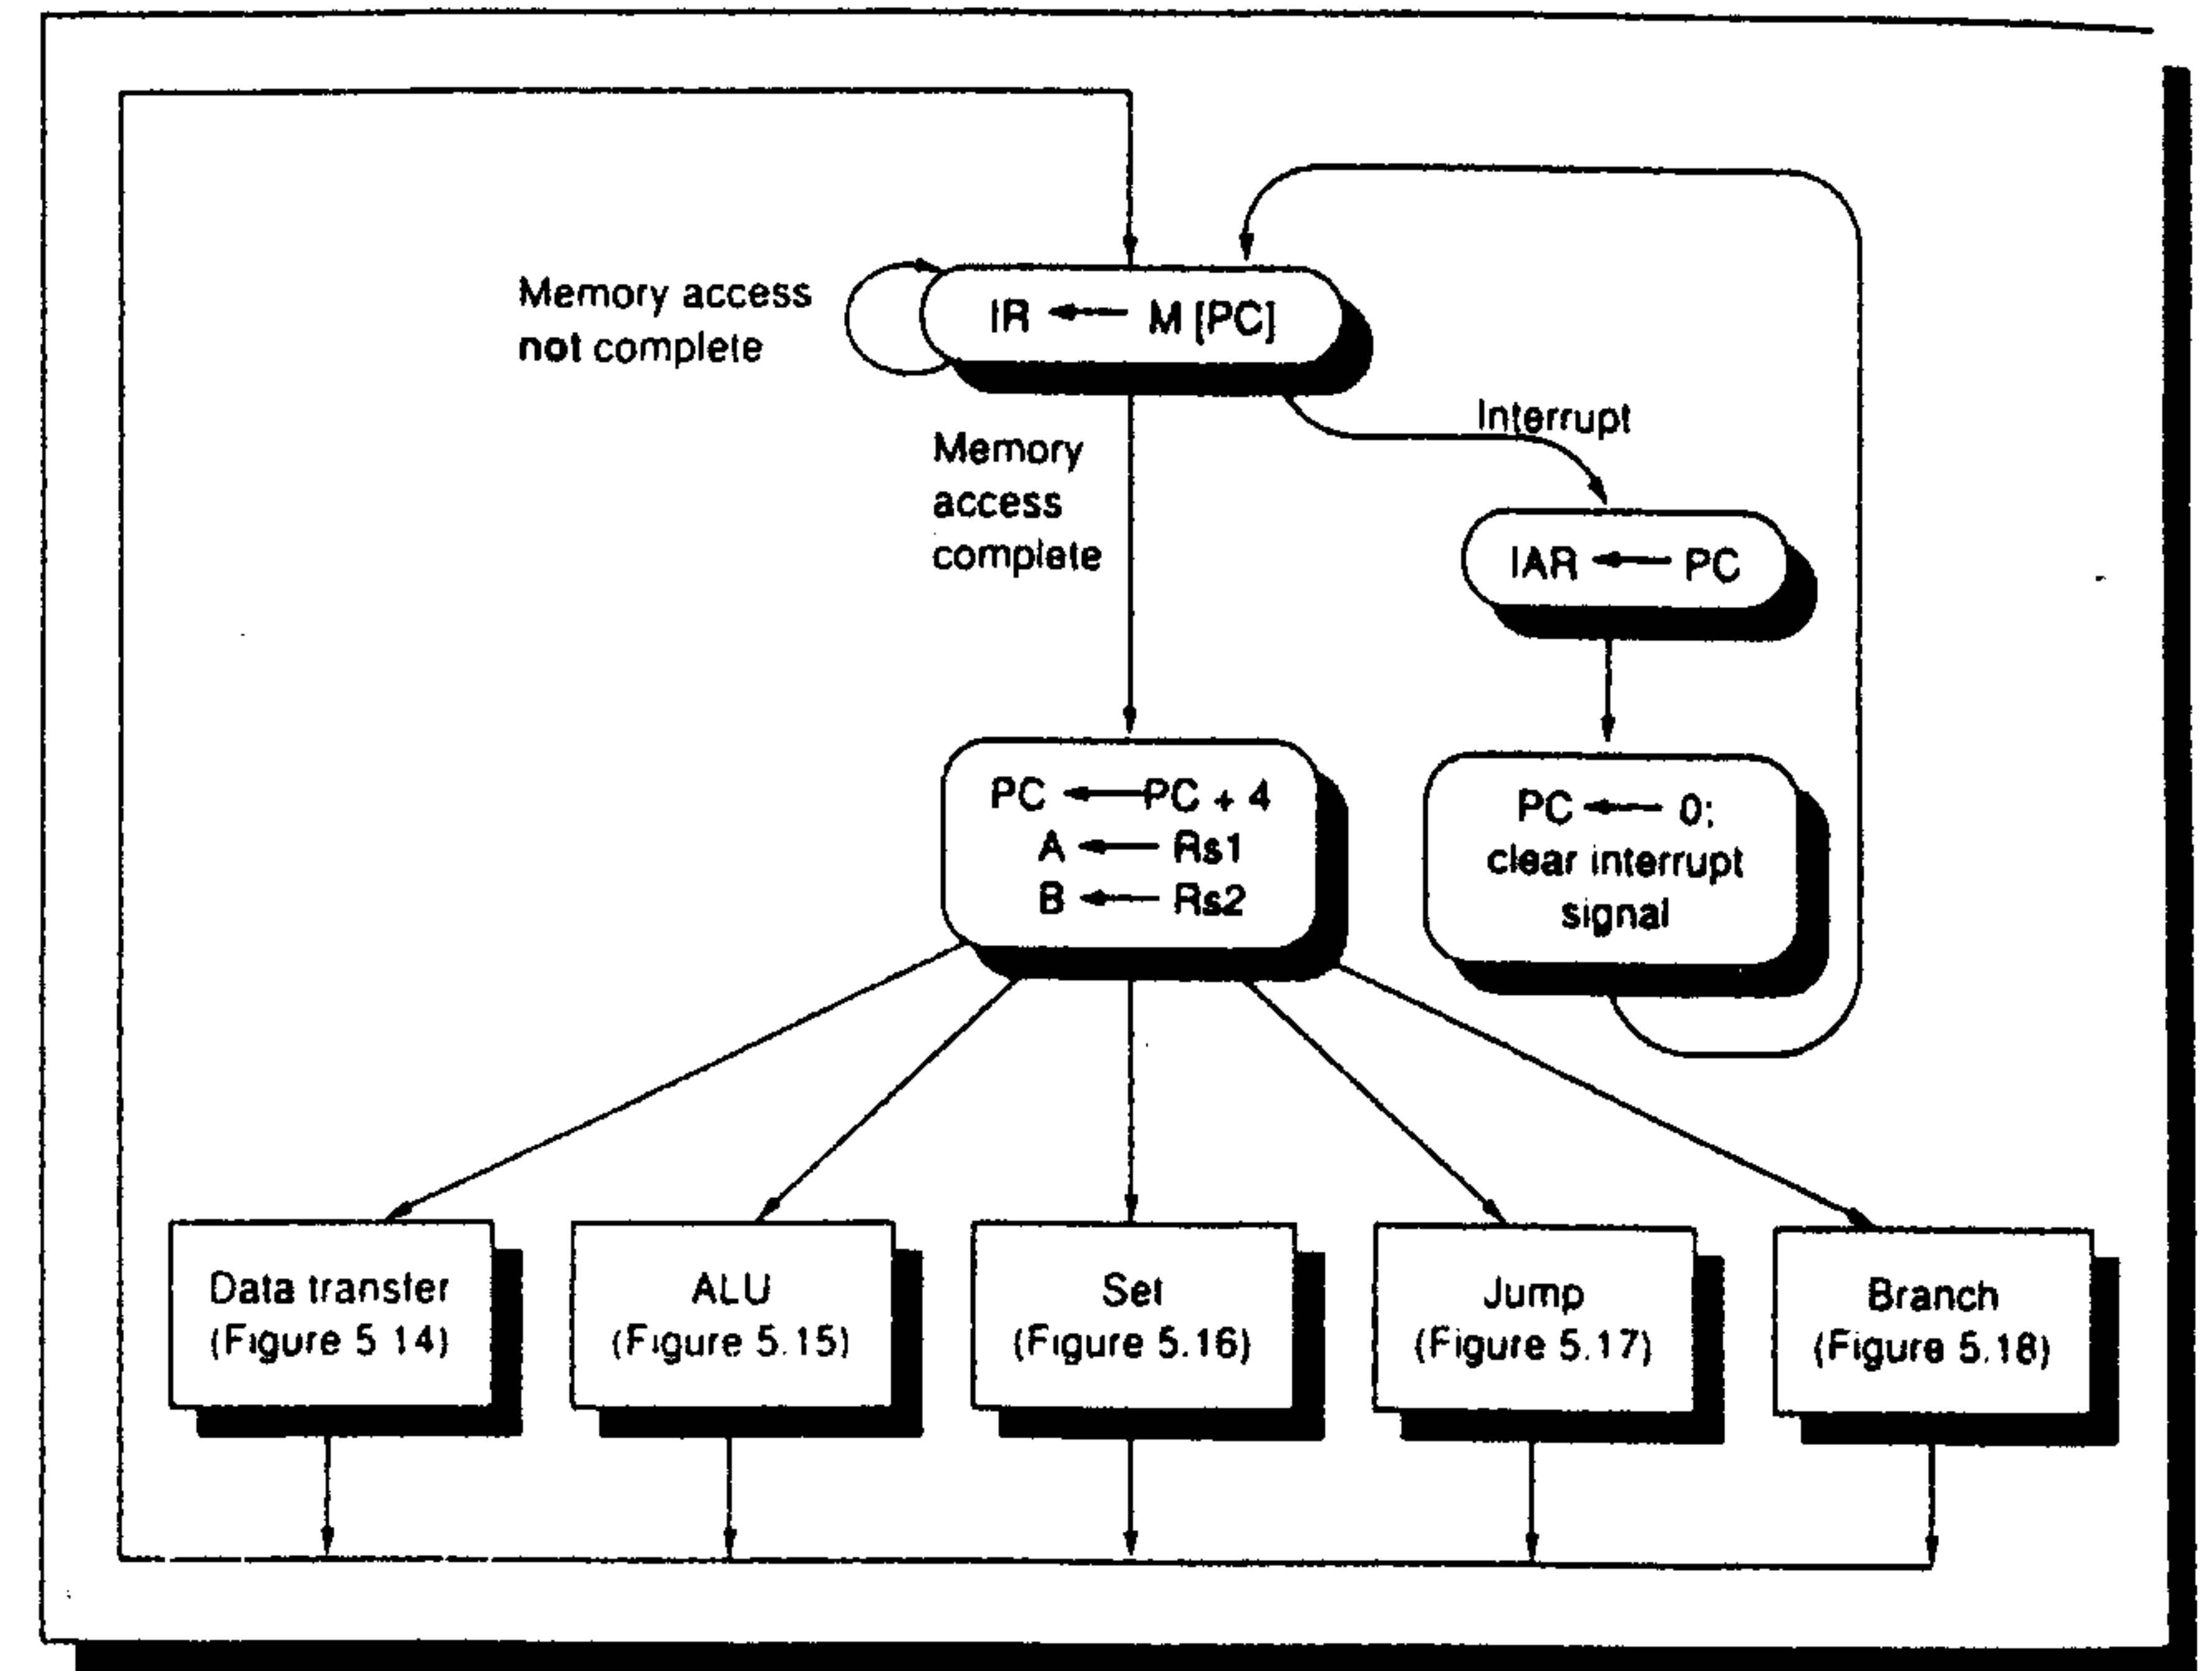 Memory access
not complete
IR ← M [PC]
Interrupt
Memory
access
complete
IAR ← PC
PC ← PC + 4
A ← Rs1
B ← Rs2
PC ← 0;
clear interrupt
signal
Data transfer
(Figure 5.14)
ALU
(Figure 5.15)
Set
(Figure 5.16)
Jump
(Figure 5.17)
Branch
(Figure 5.18)